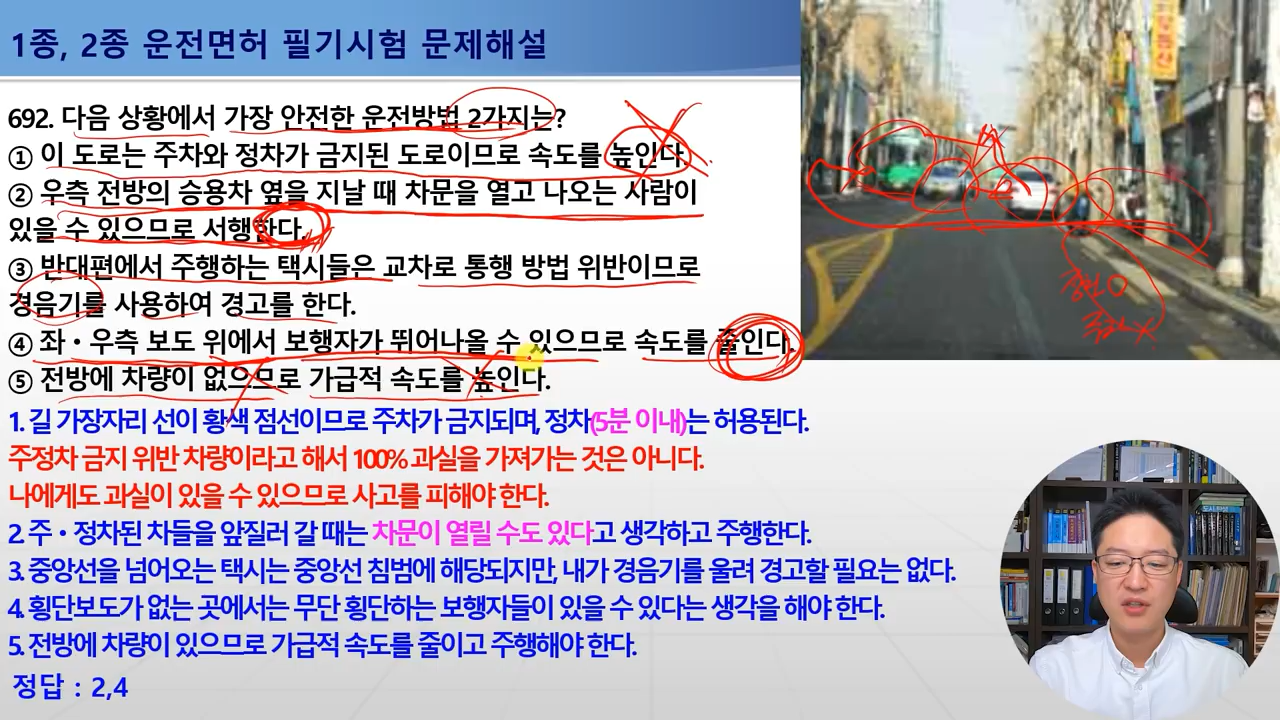 1종, 2종 운전면허 필기시험 문제해설
692. 다음 상황에서 가장 안전한 운전방법 2가지는?
① 이 도로는 주차와 정차가 금지된 도로이므로 속도를 높인다.
② 우측 전방의 승용차 옆을 지날 때 차문을 열고 나오는 사람이
있을 수 있으므로 서행한다.
③ 반대편에서 주행하는 택시들은 교차로 통행 방법 위반이므로
경음기를 사용하여 경고를 한다.
④ 좌・우측 보도 위에서 보행자가 뛰어나올 수 있으므로 속도를 줄인다.
⑤ 전방에 차량이 없으므로 가급적 속도를 높인다.
1. 길 가장자리 선이 황색 점선이므로 주차가 금지되며, 정차(5분 이내)는 허용된다.
주정차 금지 위반 차량이라고 해서 100% 과실을 가져가는 것은 아니다.
나에게도 과실이 있을 수 있으므로 사고를 피해야 한다.
2. 주・정차된 차들을 앞질러 갈 때는 차문이 열릴 수도 있다고 생각하고 주행한다.
3. 중앙선을 넘어오는 택시는 중앙선 침범에 해당되지만, 내가 경음기를 울려 경고할 필요는 없다.
4. 횡단보도가 없는 곳에서는 무단 횡단하는 보행자들이 있을 수 있다는 생각을 해야 한다.
5. 전방에 차량이 있으므로 가급적 속도를 줄이고 주행해야 한다.
정답 : 2,4